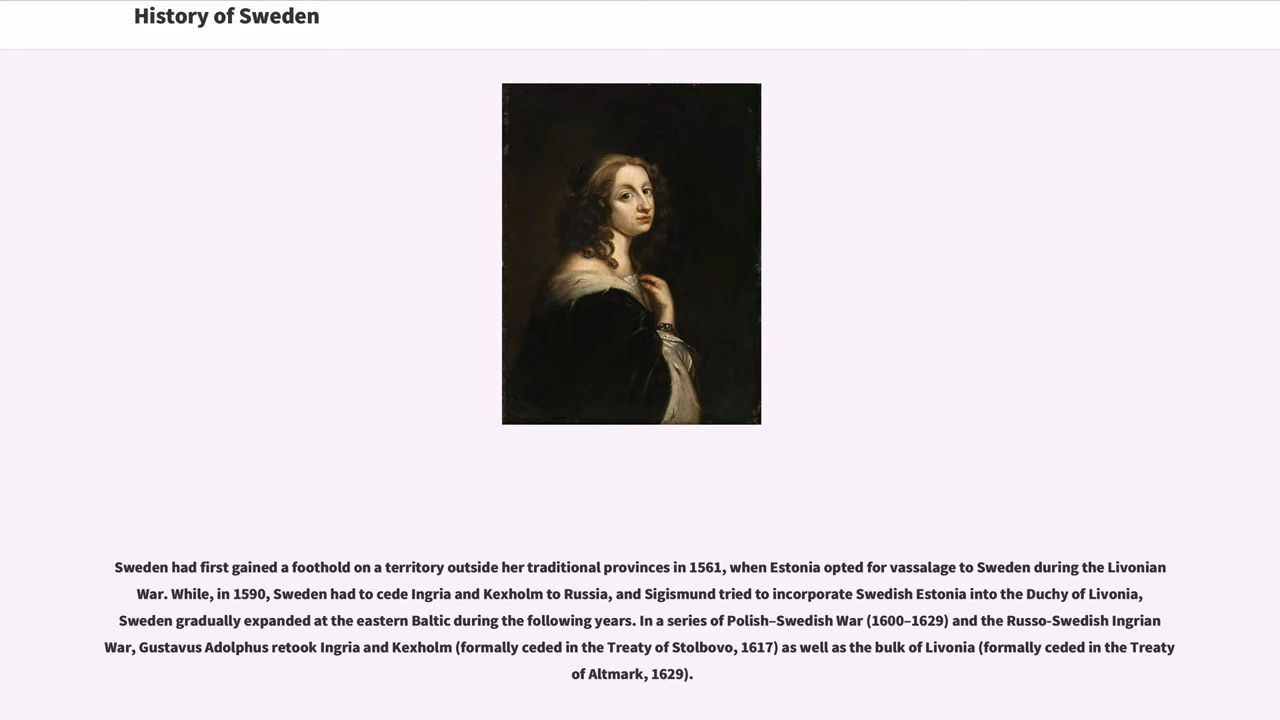 History of Sweden
Sweden had first gained a foothold on a territory outside her traditional provinces in 1561, when Estonia opted for vassalage to Sweden during the Livonian
War. While, in 1590, Sweden had to cede Ingria and Kexholm to Russia, and Sigismund tried to incorporate Swedish Estonia into the Duchy of Livonia,
Sweden gradually expanded at the eastern Baltic during the following years. In a series of Polish–Swedish War (1600–1629) and the Russo-Swedish Ingrian
War, Gustavus Adolphus retook Ingria and Kexholm (formally ceded in the Treaty of Stolbovo, 1617) as well as the bulk of Livonia (formally ceded in the Treaty
of Altmark, 1629).